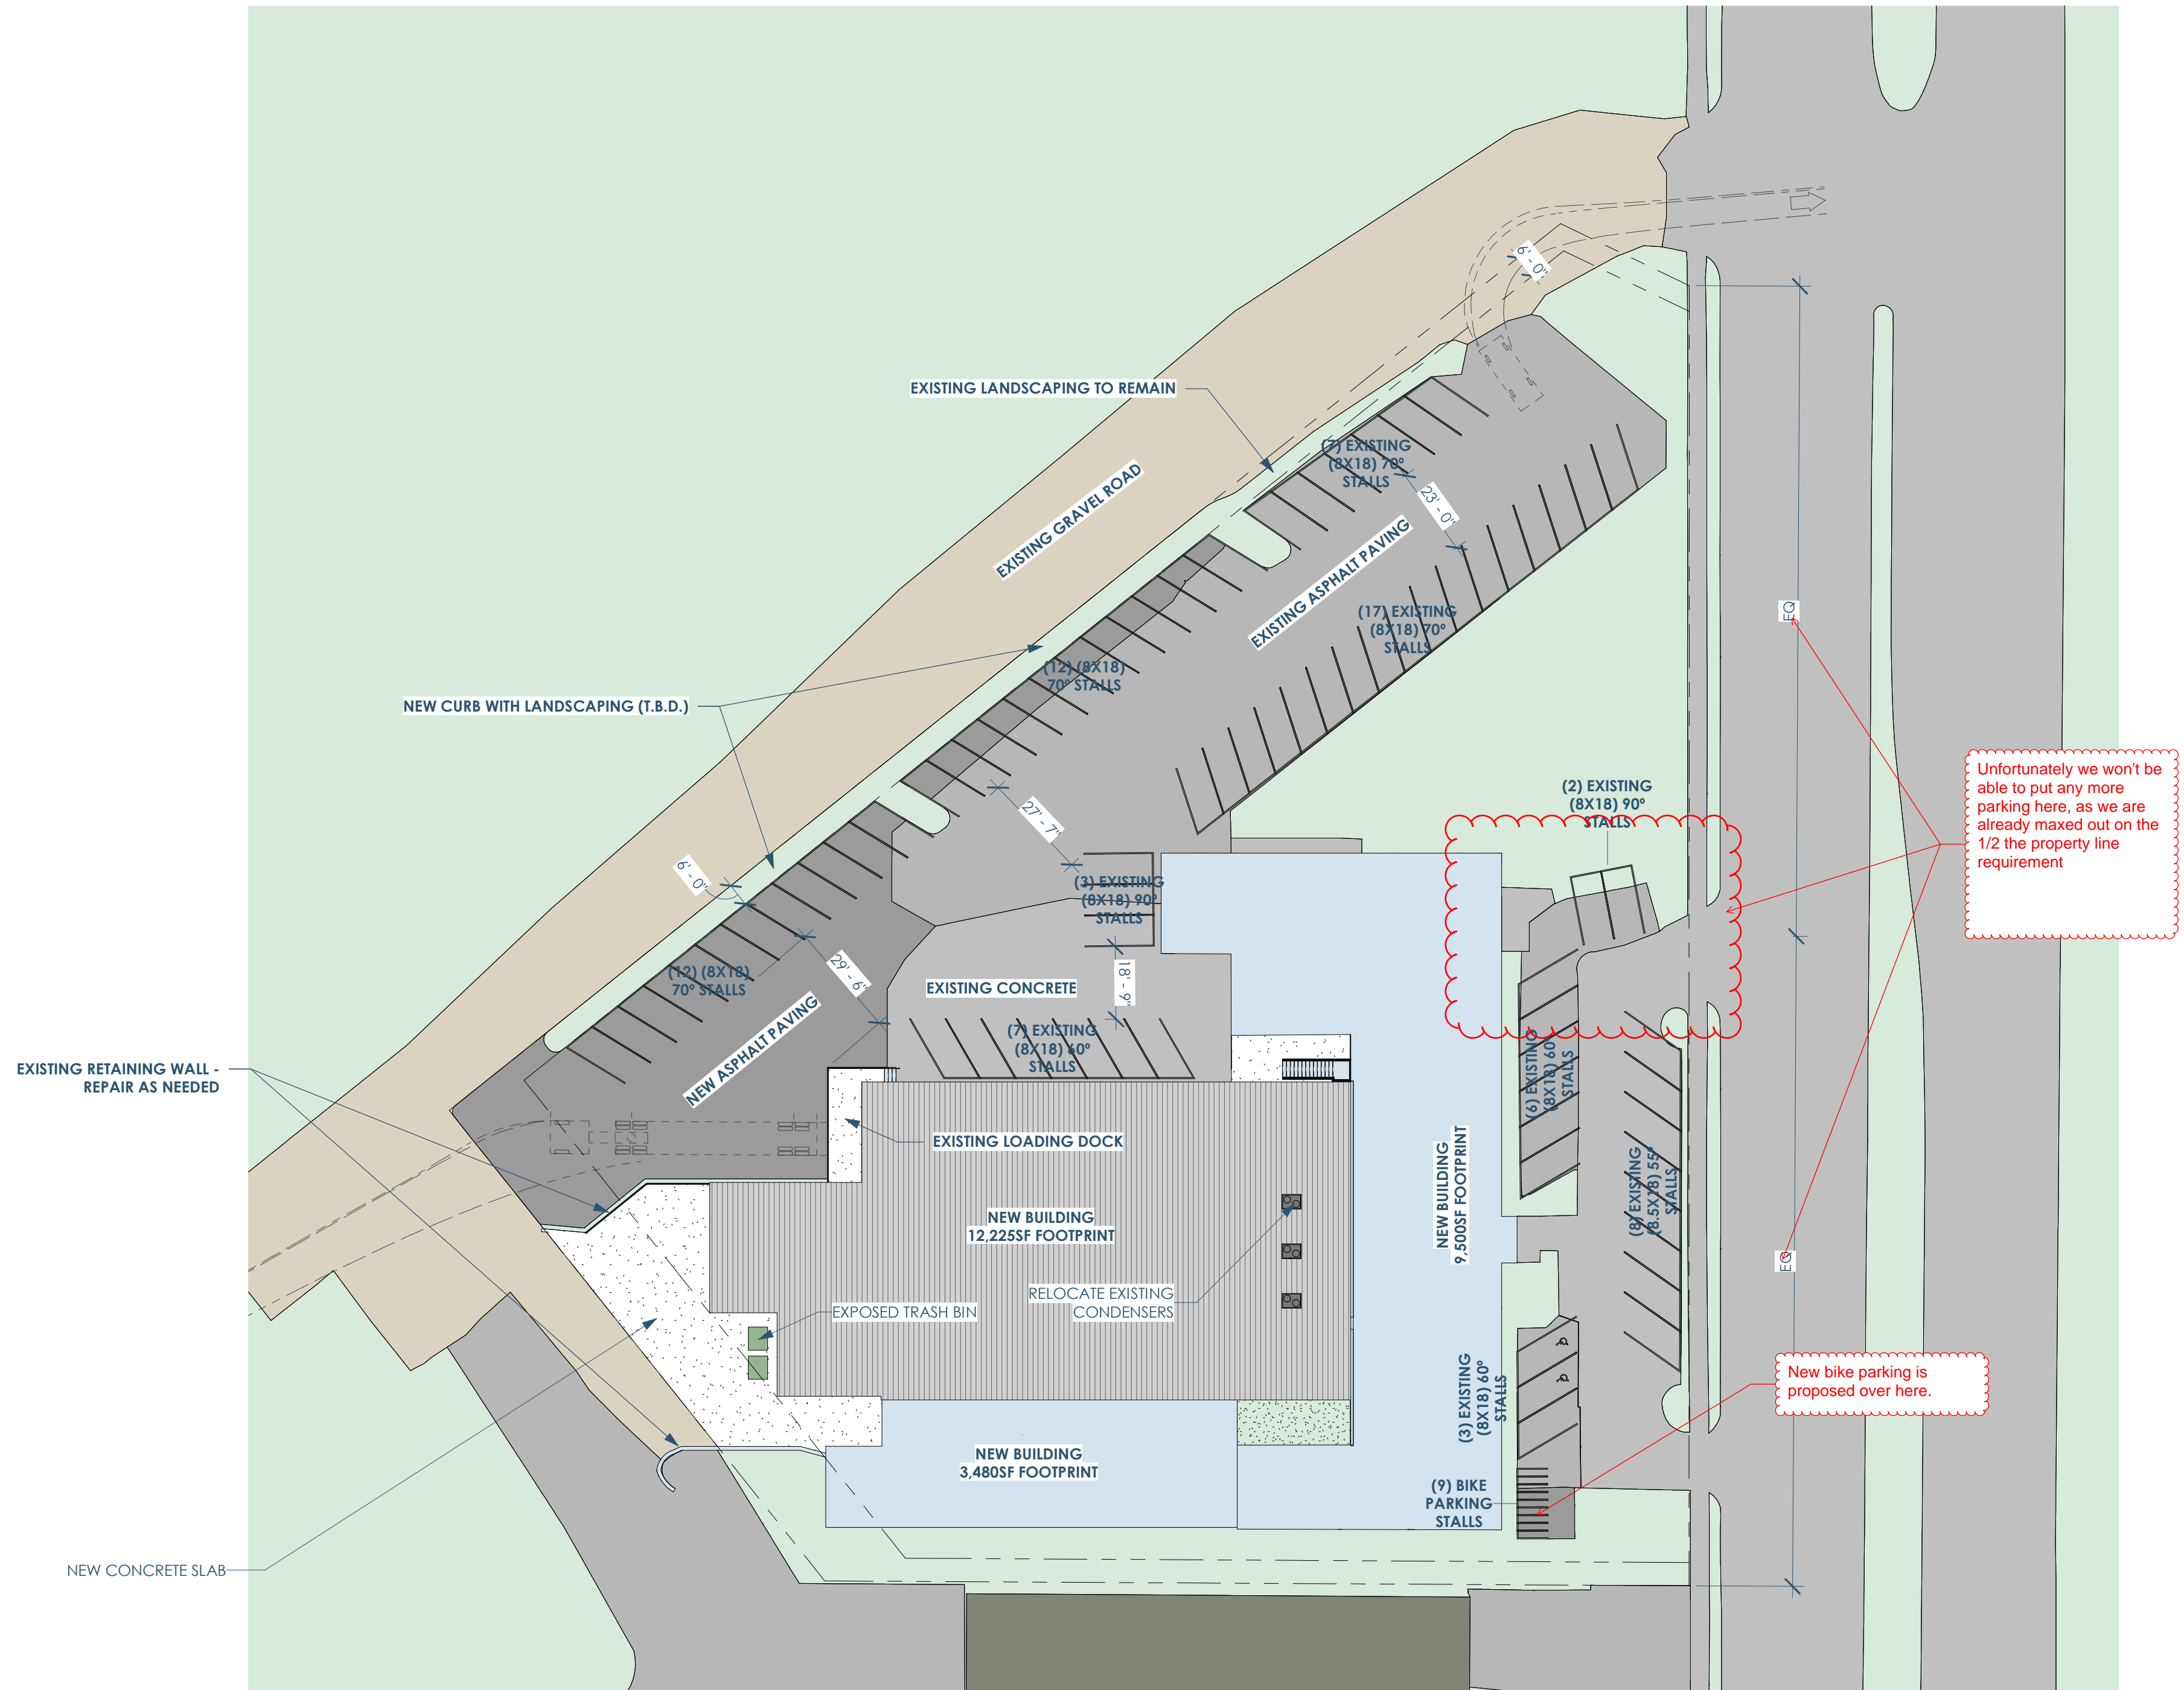 6' - 0"
EXISTING LANDSCAPING TO REMAIN
(7) EXISTING
(8X18) 70°
STALLS
EXISTING GRAVEL ROAD
23' - 0"
EXISTING ASPHALT PAVING
(17) EXISTING
(8X18) 70°
STALLS
EQ
(12) (8X18)
70° STALLS
NEW CURB WITH LANDSCAPING (T.B.D.)
Unfortunately we won't be
able to put any more
parking here, as we are
already maxed out on the
1/2 the property line
requirement
(2) EXISTING
(8X18) 90°
STALLS
27' - 7"
6' - 0"
(3) EXISTING
(8X18) 90°
STALLS
(12) (8X18)
70° STALLS
29' - 6"
EXISTING CONCRETE
18' - 9"
NEW ASPHALT PAVING
(7) EXISTING
(8X18) 60°
STALLS
EXISTING RETAINING WALL -
REPAIR AS NEEDED
(6) EXISTING
(8X18) 60°
STALLS
EXISTING LOADING DOCK
NEW BUILDING
9,500SF FOOTPRINT
(8) EXISTING
(8.5X18) 55°
STALLS
NEW BUILDING
12,225SF FOOTPRINT
EQ
RELOCATE EXISTING
CONDENSERS
EXPOSED TRASH BIN
New bike parking is
proposed over here.
(3) EXISTING
(8X18) 60°
STALLS
NEW BUILDING
3,480SF FOOTPRINT
(9) BIKE
PARKING
STALLS
NEW CONCRETE SLAB